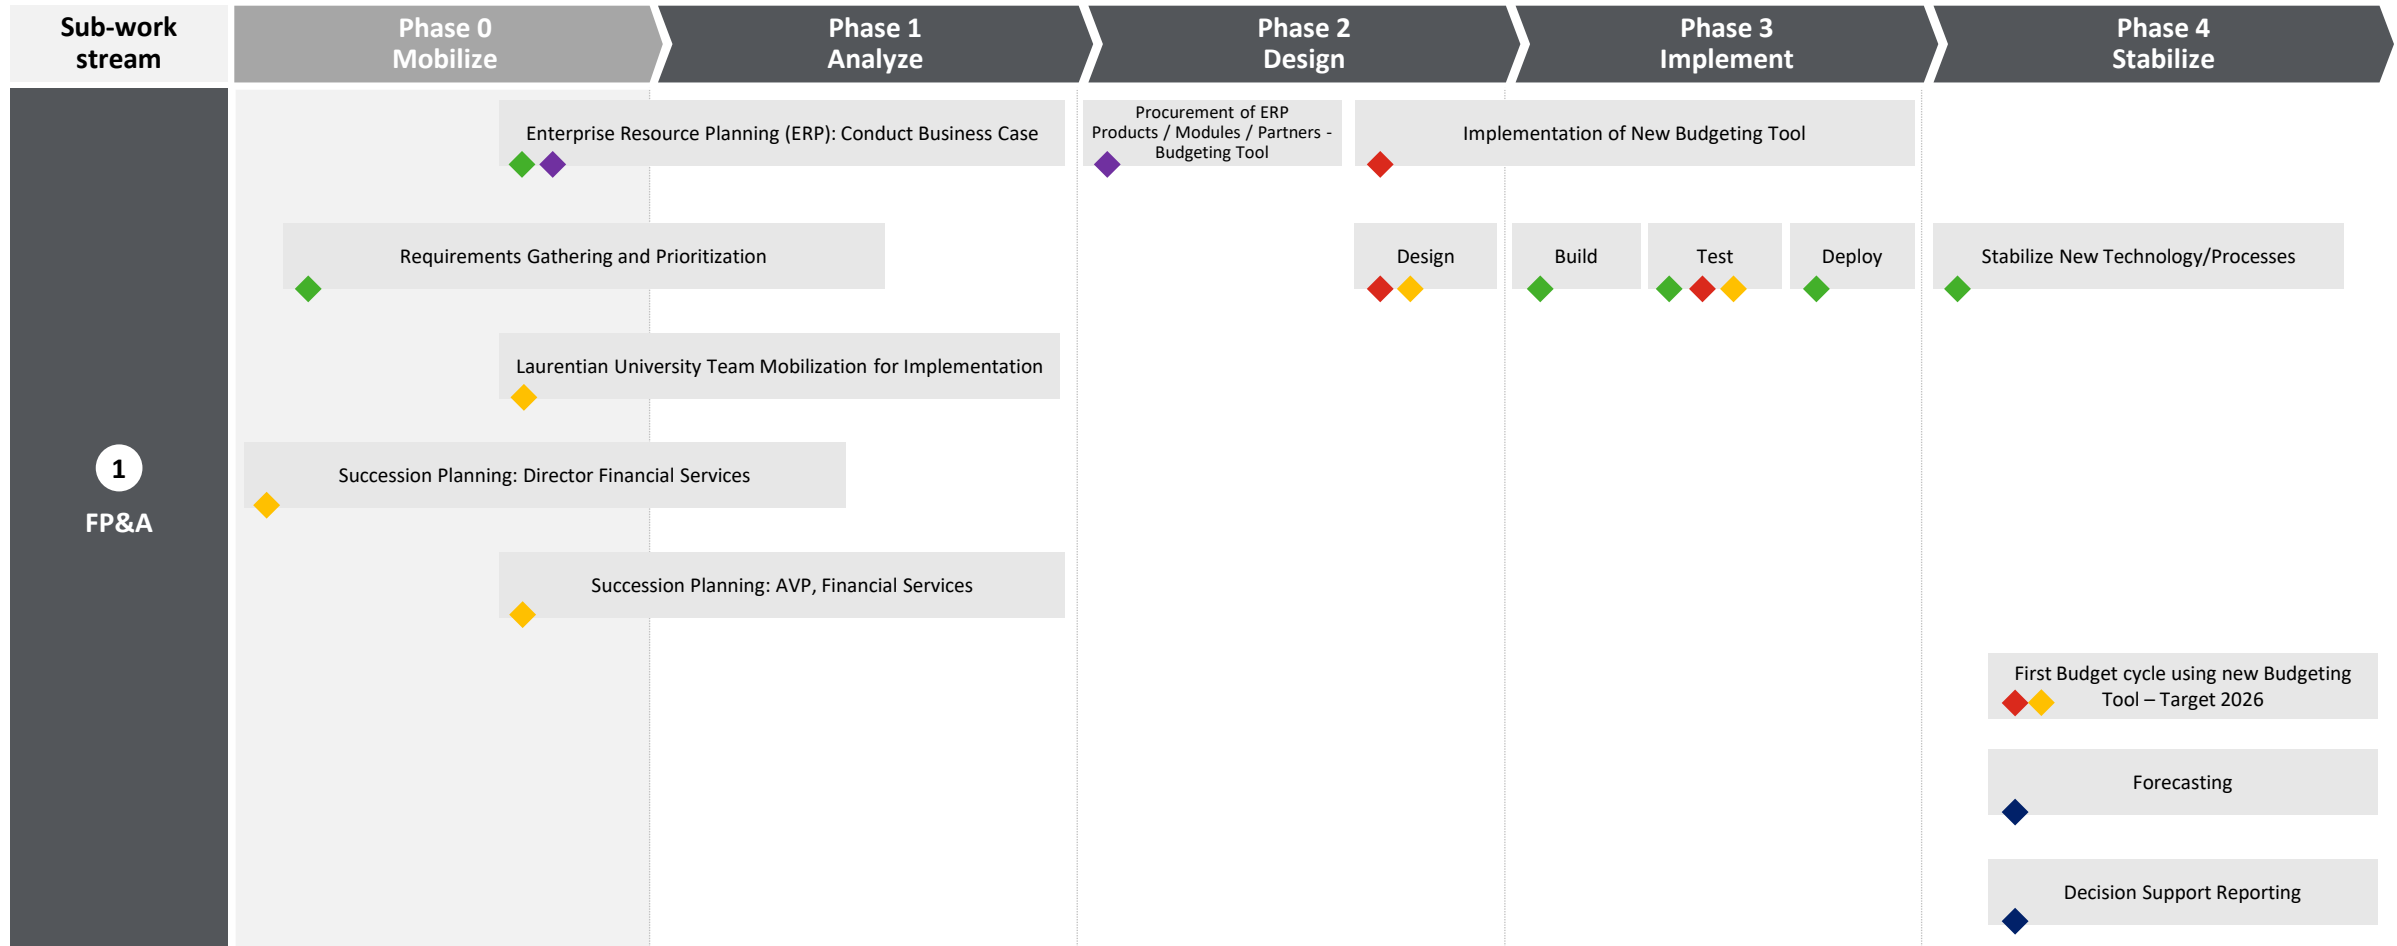 Sub-work
stream
Phase 0
Mobilize
Phase 1
Analyze
Phase 2
Design
Phase 3
Implement
Phase 4
Stabilize
Enterprise Resource Planning (ERP): Conduct Business Case
Procurement of ERP
Products / Modules / Partners -
Budgeting Tool
Implementation of New Budgeting Tool
Requirements Gathering and Prioritization
Design
Build
Test
Deploy
Stabilize New Technology/Processes
Laurentian University Team Mobilization for Implementation
1
FP&A
Succession Planning: Director Financial Services
Succession Planning: AVP, Financial Services
First Budget cycle using new Budgeting
Tool – Target 2026
Forecasting
Decision Support Reporting